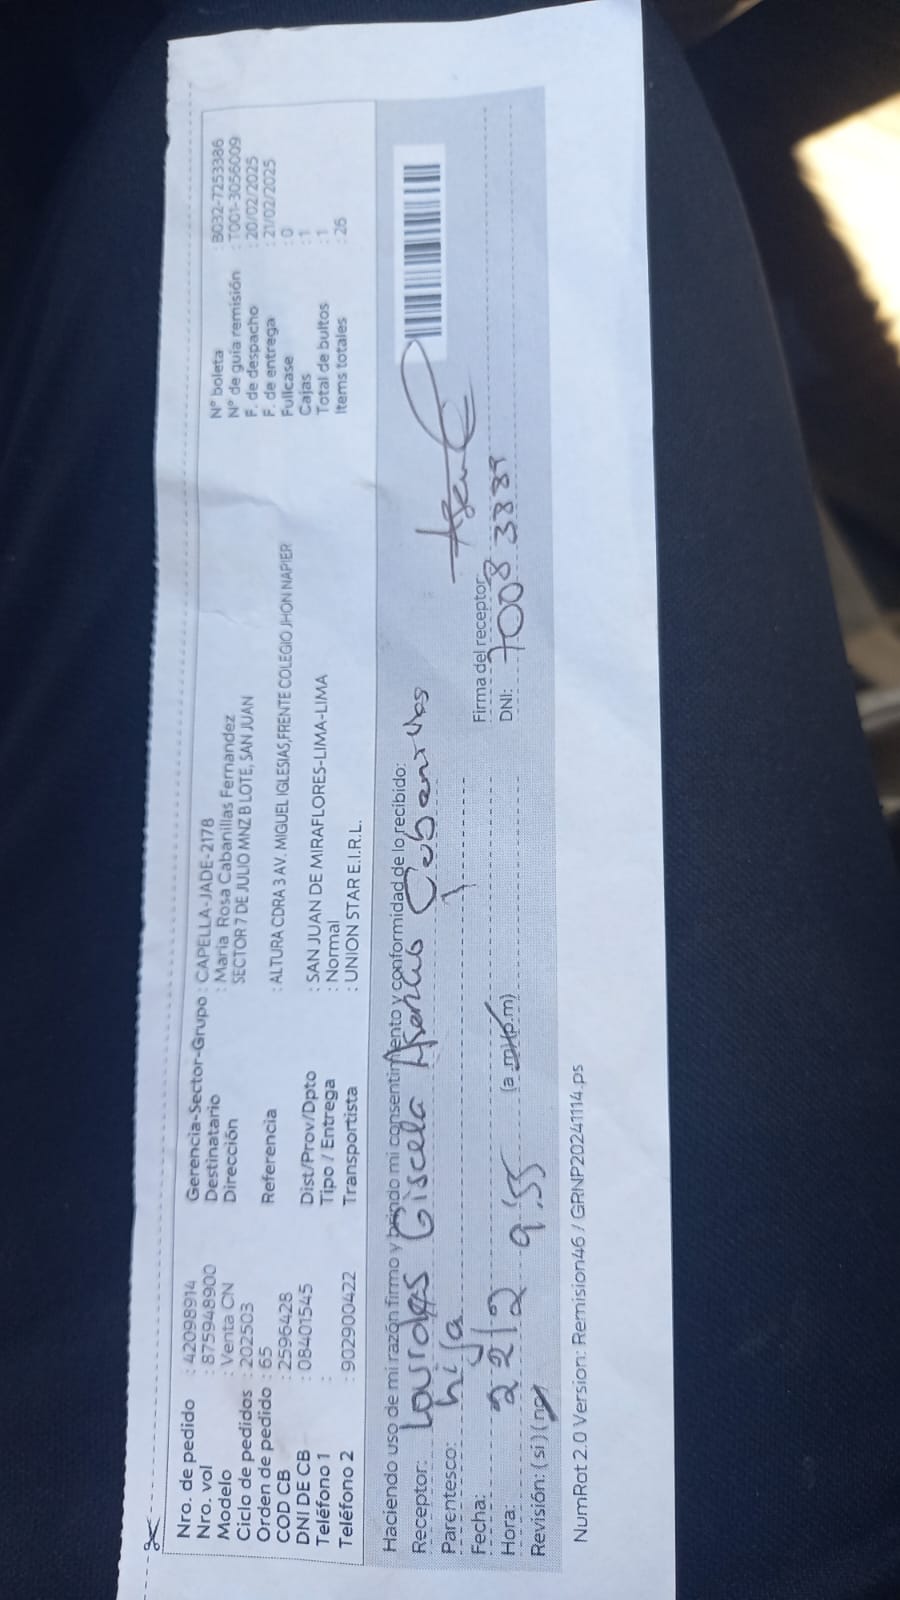 Nro. de pedido : 42098914
Nro. vol : 875948900
Modelo : Venta CN
Ciclo de pedidos : 202503
Orden de pedido : 65
COD CB : 2596428
DNI DE CB : 08401545
Teléfono 1 :
Teléfono 2 : 902900422
Gerencia-Sector-Grupo : CAPELLA-JADE-2178
Destinatario : Maria Rosa Cabanillas Fernandez
Dirección SECTOR 7 DE JULIO MNZ B LOTE, SAN JUAN
Referencia : ALTURA CDRA 3 AV. MIGUEL IGLESIAS,FRENTE COLEGIO JHON NAPIER
Dist/Prov/Dpto : SAN JUAN DE MIRAFLORES-LIMA-LIMA
Tipo / Entrega : Normal
Transportista : UNION STAR E.I.R.L.
N° boleta : B032-7253386
N° de guía remisión : T001-3056009
F. de despacho : 20/02/2025
F. de entrega : 21/02/2025
Fullcase : 0
Cajas : 1
Total de bultos : 1
Items totales : 26
Haciendo uso de mi razón firmo y brindo mi consentimiento y conformidad de lo recibido:
Receptor: Lourdes Giscela Asencio Cabanillas
Parentesco: hija
Fecha: 22/2
Hora: 9:55 (a.m)(p.m)
Revisión: (si) (no)
Firma del receptor
DNI: 7008 3889
NumRot 2.0 Version: Remision46 / GRNP20241114.ps